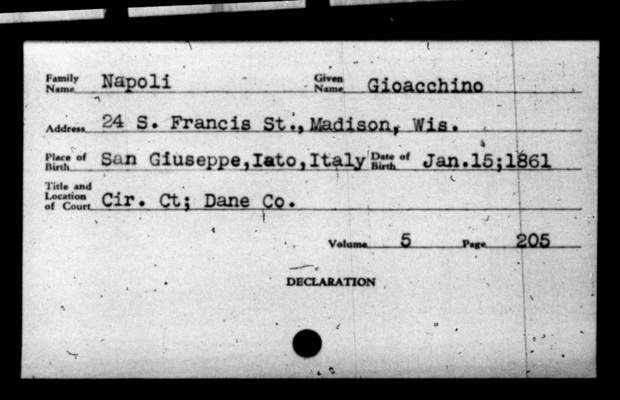 Family Name Napoli Given Name Gioacchino
Address 24 S. Francis St., Madison, Wis.
Place of Birth San Giuseppe,Iato,Italy Date of Birth Jan.15;1861
Title and Location of Court Cir. Ct; Dane Co.
Volume 5 Page 205
DECLARATION